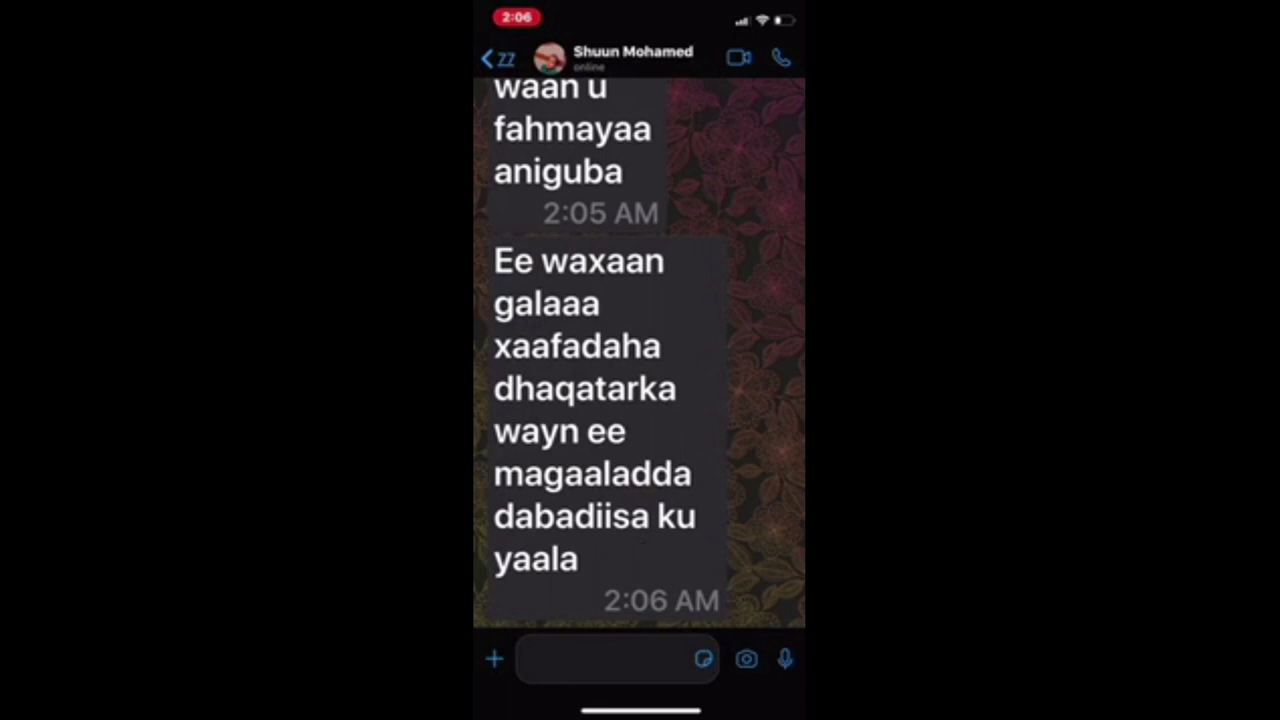 2:06
77
Shuun Mohamed
online
waan u
fahmayaa
aniguba
2:05 AM
Ee waxaan
galaaa
xaafadaha
dhaqatarka
wayn ee
magaaladda
dabadiisa ku
yaala
2:06 AM